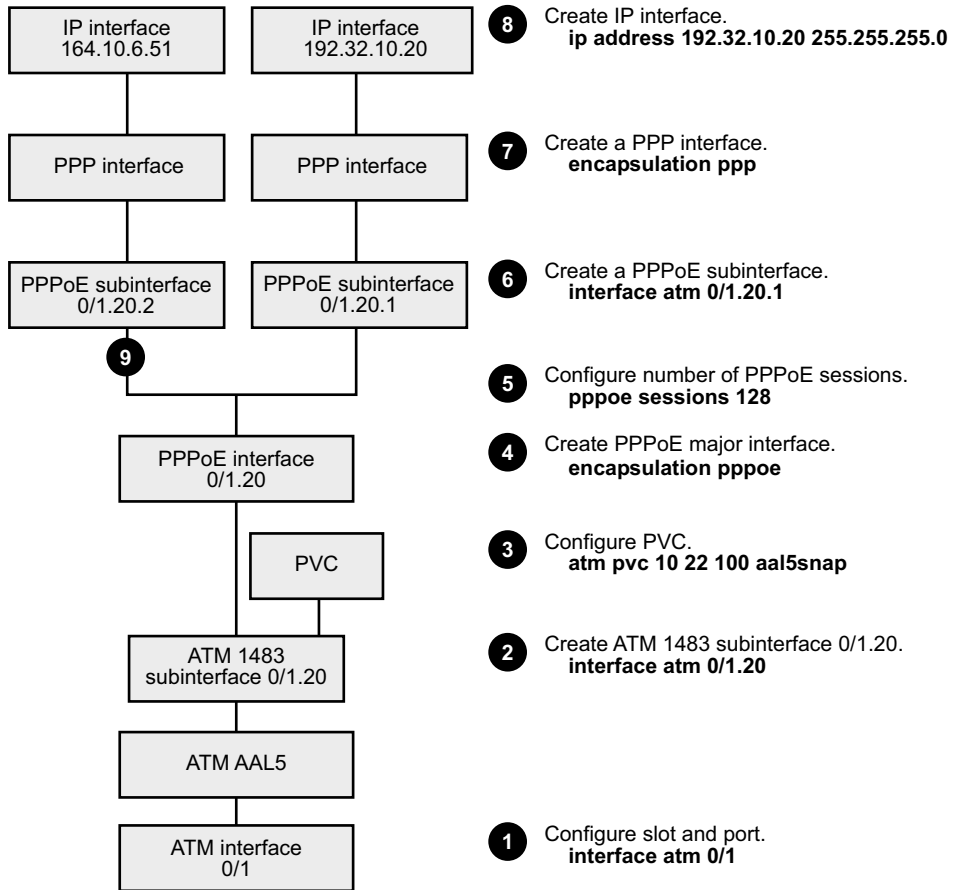 IP interface
164.10.6.51
IP interface
192.32.10.20
8
Create IP interface.
ip address 192.32.10.20 255.255.255.0
PPP interface
PPP interface
7
Create a PPP interface.
encapsulation ppp
PPPoE subinterface
0/1.20.2
PPPoE subinterface
0/1.20.1
6
Create a PPPoE subinterface.
interface atm 0/1.20.1
9
5
Configure number of PPPoE sessions.
pppoe sessions 128
PPPoE interface
0/1.20
4
Create PPPoE major interface.
encapsulation pppoe
PVC
3
Configure PVC.
atm pvc 10 22 100 aal5snap
ATM 1483
subinterface 0/1.20
2
Create ATM 1483 subinterface 0/1.20.
interface atm 0/1.20
ATM AAL5
ATM interface
0/1
1
Configure slot and port.
interface atm 0/1